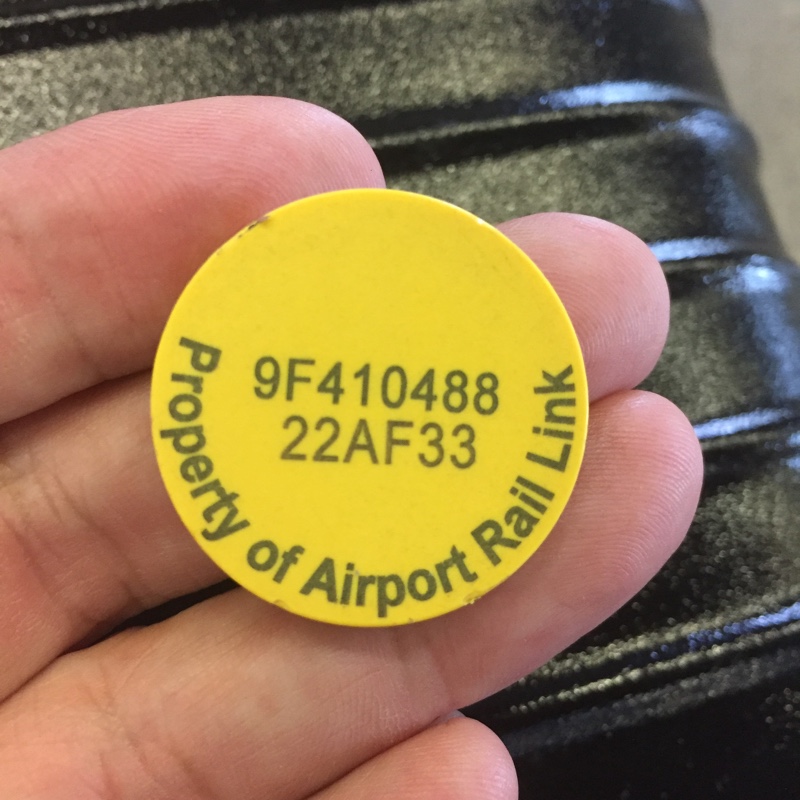 9F410488
22AF33
Property of Airport Rail Link